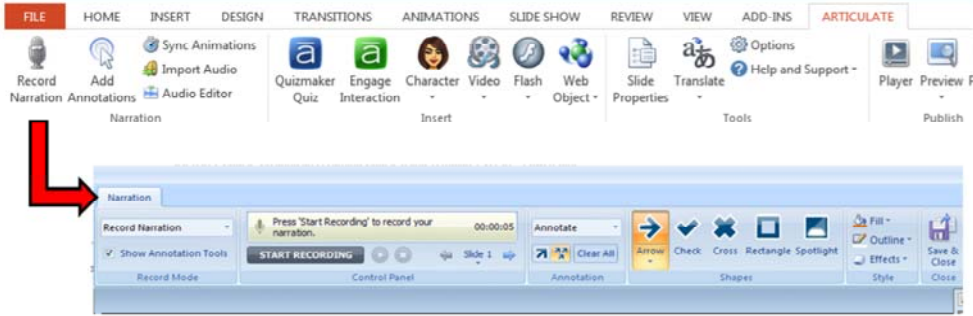 FILE HOME INSERT DESIGN TRANSITIONS ANIMATIONS SLIDE SHOW REVIEW VIEW ADD-INS ARTICULATE
Record Narration
Add Annotations
Sync Animations
Import Audio
Audio Editor
Narration
Quizmaker Quiz
Engage Interaction
Character
Video
Flash
Web Object
Insert
Slide Properties
Translate
Options
Help and Support
Tools
Player
Preview
Publish
Narration
Record Narration
Show Annotation Tools
Record Mode
Press 'Start Recording' to record your
narration.
00:00:05
START RECORDING
Slide 1
Control Panel
Annotate
Clear All
Annotation
Arrow
Check
Cross
Rectangle
Spotlight
Shapes
Fill
Outline
Effects
Style
Save &
Close
Close